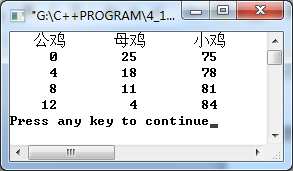 "G:\C++PROGRAM\4_1...
公鸡 母鸡 小鸡
0 25 75
4 18 78
8 11 81
12 4 84
Press any key to continue